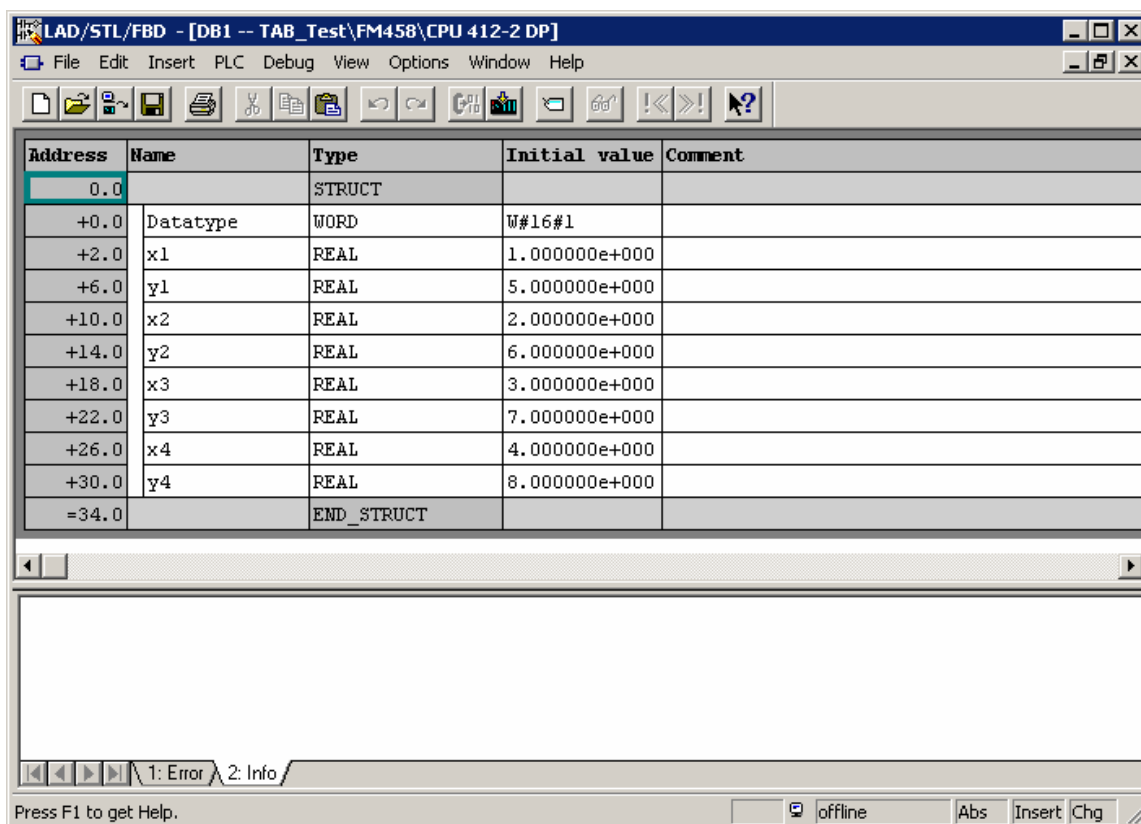 LAD/STL/FBD - [DB1 -- TAB_Test\FM458\CPU 412-2 DP]
File Edit Insert PLC Debug View Options Window Help
Address Name Type Initial value Comment
0.0 STRUCT
+0.0 Datatype WORD W#16#1
+2.0 x1 REAL 1.000000e+000
+6.0 y1 REAL 5.000000e+000
+10.0 x2 REAL 2.000000e+000
+14.0 y2 REAL 6.000000e+000
+18.0 x3 REAL 3.000000e+000
+22.0 y3 REAL 7.000000e+000
+26.0 x4 REAL 4.000000e+000
+30.0 y4 REAL 8.000000e+000
=34.0 END_STRUCT
1: Error 2: Info
Press F1 to get Help. offline Abs Insert Chg